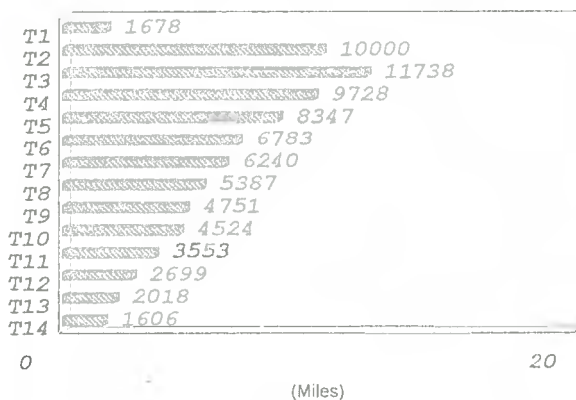 T1 1678
T2 10000
T3 11738
T4 9728
T5 8347
T6 6783
T7 6240
T8 5387
T9 4751
T10 4524
T11 3553
T12 2699
T13 2018
T14 1606
0 20
(Miles)